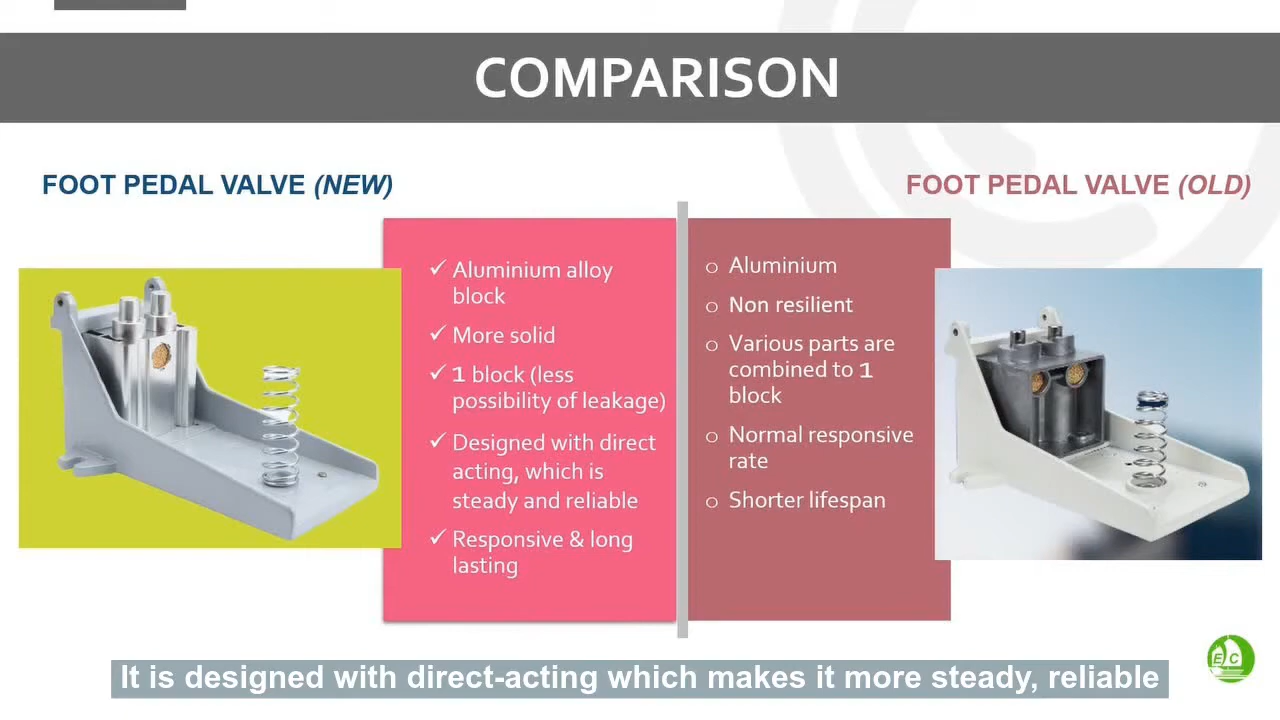 COMPARISON
FOOT PEDAL VALVE (NEW)
FOOT PEDAL VALVE (OLD)
✓ Aluminium alloy
block
✓ More solid
✓ 1 block (less
possibility of leakage)
✓ Designed with direct
acting, which is
steady and reliable
✓ Responsive & long
lasting
o Aluminium
o Non resilient
o Various parts are
combined to 1
block
o Normal responsive
rate
o Shorter lifespan
It is designed with direct-acting which makes it more steady, reliable
E C